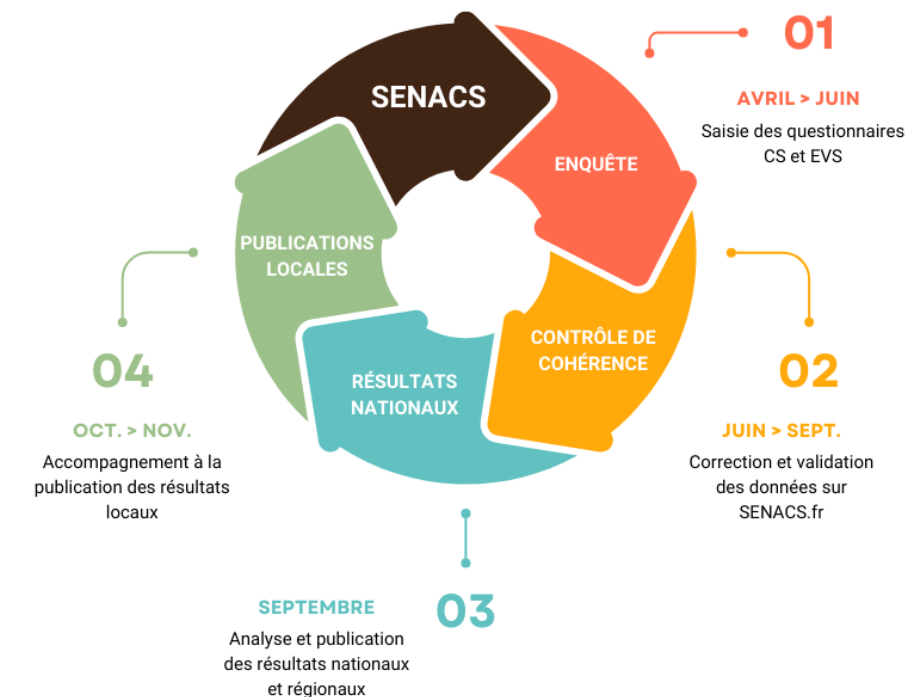 SENACS
ENQUÊTE
CONTRÔLE DE
COHÉRENCE
RÉSULTATS
NATIONAUX
PUBLICATIONS
LOCALES
01
AVRIL > JUIN
Saisie des questionnaires
CS et EVS
02
JUIN > SEPT.
Correction et validation
des données sur
SENACS.fr
03
SEPTEMBRE
Analyse et publication
des résultats nationaux
et régionaux
04
OCT. > NOV.
Accompagnement à la
publication des résultats
locaux